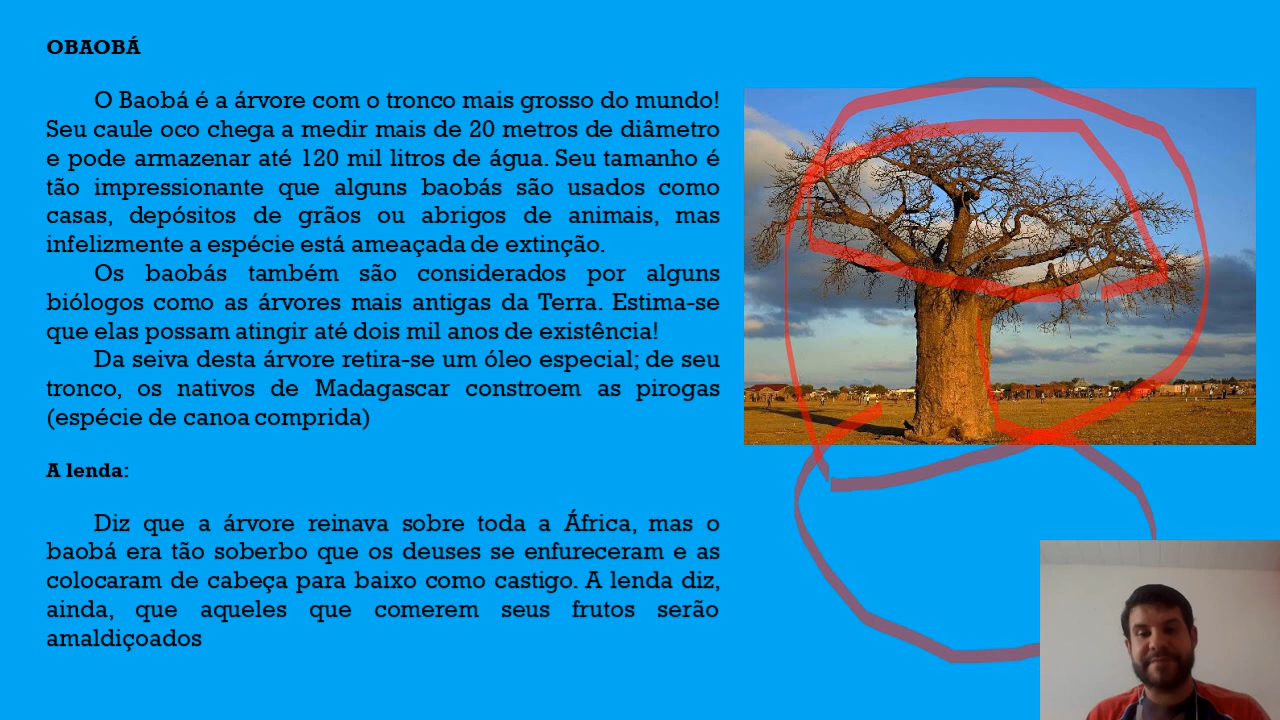 OBAOBÁ
O Baobá é a árvore com o tronco mais grosso do mundo!
Seu caule oco chega a medir mais de 20 metros de diâmetro
e pode armazenar até 120 mil litros de água. Seu tamanho é
tão impressionante que alguns baobás são usados como
casas, depósitos de grãos ou abrigos de animais, mas
infelizmente a espécie está ameaçada de extinção.
Os baobás também são considerados por alguns
biólogos como as árvores mais antigas da Terra. Estima-se
que elas possam atingir até dois mil anos de existência!
Da seiva desta árvore retira-se um óleo especial; de seu
tronco, os nativos de Madagascar constroem as pirogas
(espécie de canoa comprida)
A lenda:
Diz que a árvore reinava sobre toda a África, mas o
baobá era tão soberbo que os deuses se enfureceram e as
colocaram de cabeça para baixo como castigo. A lenda diz,
ainda, que aqueles que comerem seus frutos serão
amaldiçoados